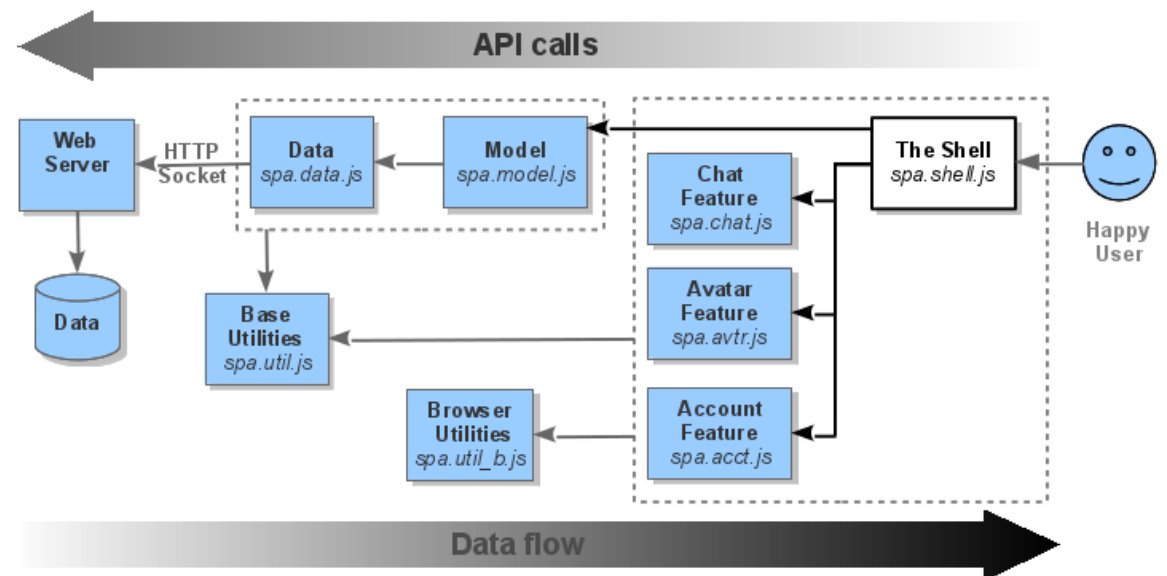 API calls
Web
Server
HTTP
Socket
Data
spa.data.js
Model
spa.model.js
The Shell
spa.shell.js
Chat
Feature
spa.chat.js
Happy
User
Data
Base
Utilities
spa.util.js
Avatar
Feature
spa.avtr.js
Browser
Utilities
spa.util_b.js
Account
Feature
spa.acct.js
Data flow